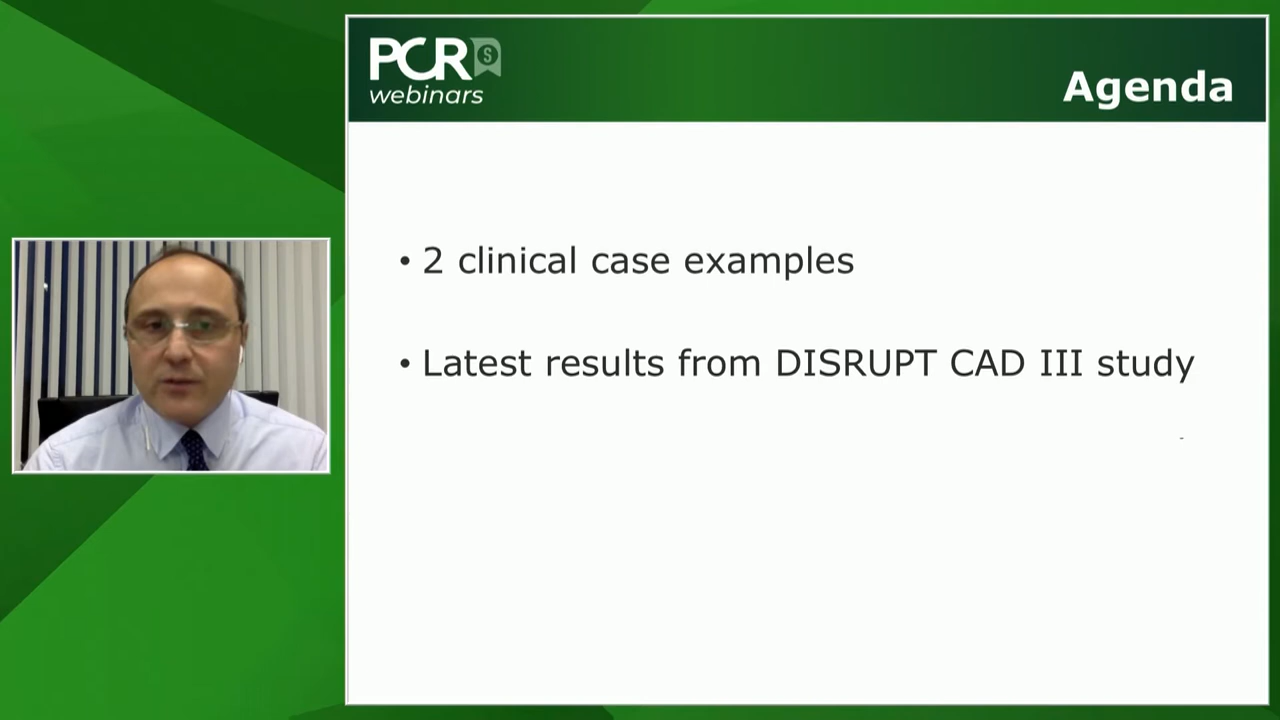 PCR
webinars
Agenda
• 2 clinical case examples
• Latest results from DISRUPT CAD III study